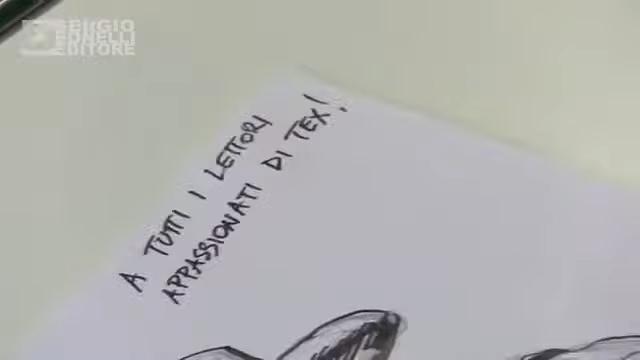 SERGIO
BONELLI
EDITORE
A TUTTI I LETTORI
APPASSIONATI DI TEX!